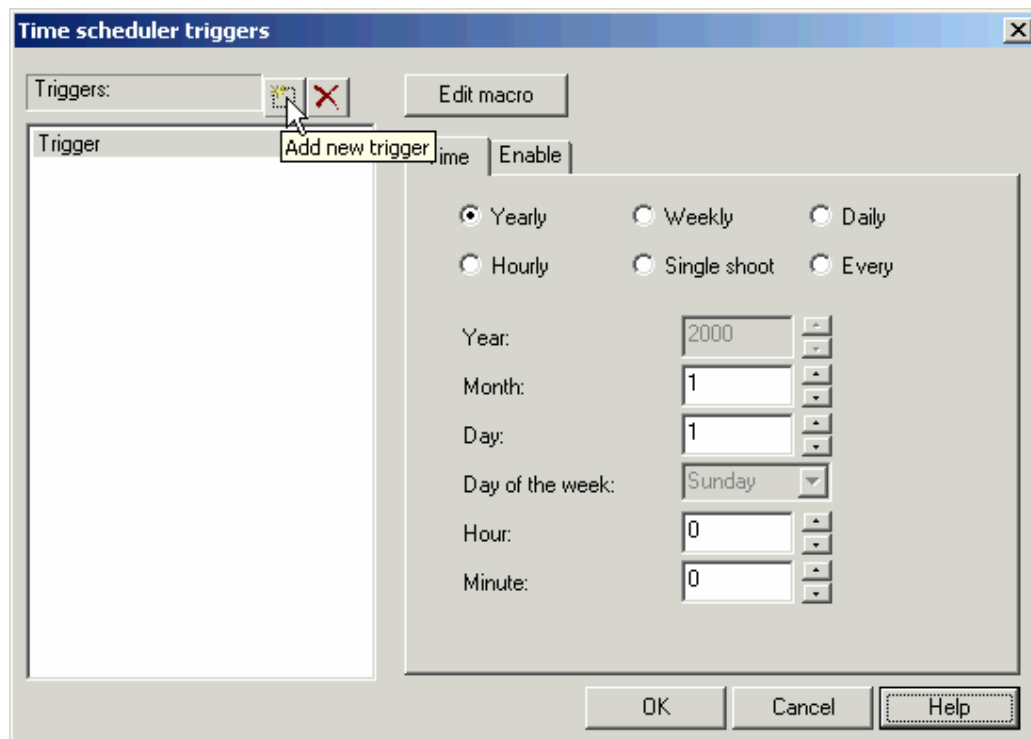 Time scheduler triggers
Triggers:
Edit macro
Trigger
Add new trigger
ime
Enable
Yearly
Weekly
Daily
Hourly
Single shoot
Every
Year:
2000
Month:
1
Day:
1
Day of the week:
Sunday
Hour:
0
Minute:
0
OK
Cancel
Help